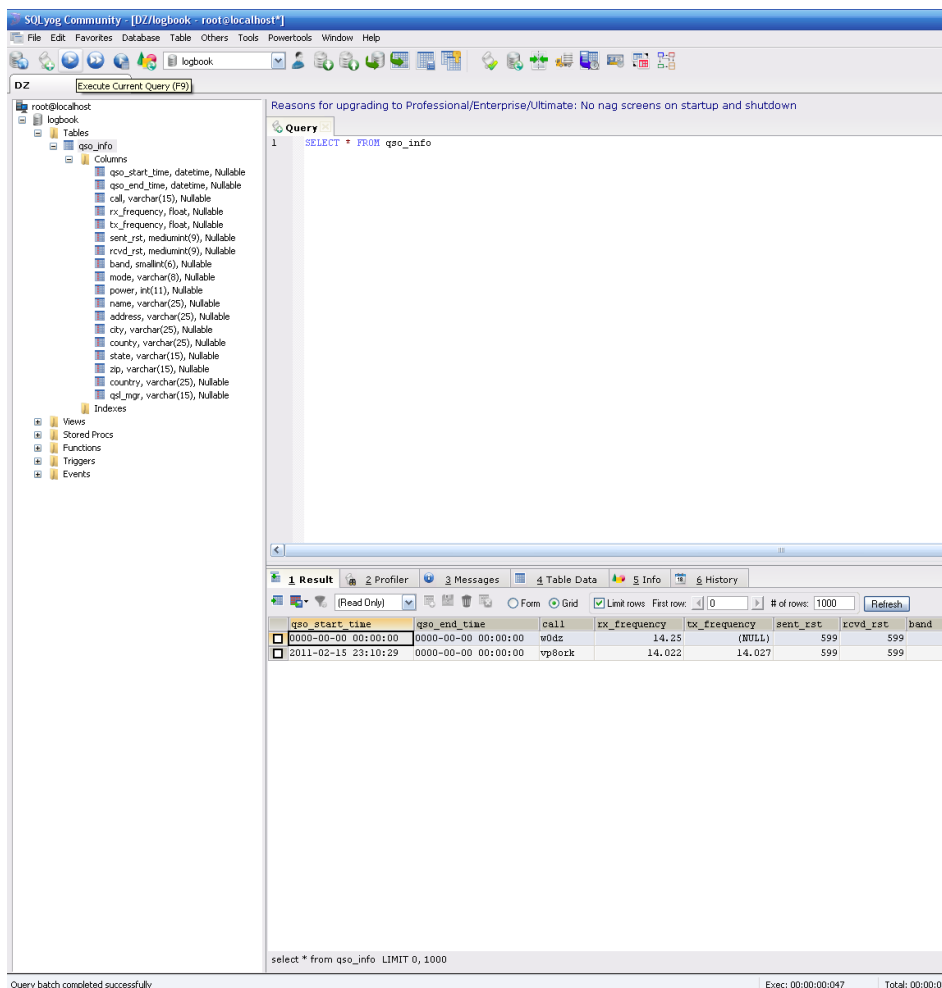 SQLyog Community - [DZ/logbook - root@localhost*]
File Edit Favorites Database Table Others Tools Powertools Window Help
logbook
DZ
Execute Current Query (F9)
root@localhost
logbook
Tables
qso_info
Columns
qso_start_time, datetime, Nullable
qso_end_time, datetime, Nullable
call, varchar(15), Nullable
rx_frequency, float, Nullable
tx_frequency, float, Nullable
sent_rst, mediumint(9), Nullable
rcvd_rst, mediumint(9), Nullable
band, smallint(6), Nullable
mode, varchar(8), Nullable
power, int(11), Nullable
name, varchar(25), Nullable
address, varchar(25), Nullable
city, varchar(25), Nullable
county, varchar(25), Nullable
state, varchar(15), Nullable
zip, varchar(15), Nullable
country, varchar(25), Nullable
qsl_mgr, varchar(15), Nullable
Indexes
Views
Stored Procs
Functions
Triggers
Events
Reasons for upgrading to Professional/Enterprise/Ultimate: No nag screens on startup and shutdown
Query
1 SELECT * FROM qso_info
1 Result 2 Profiler 3 Messages 4 Table Data 5 Info 6 History
(Read Only) Form Grid Limit rows First row: 0 # of rows: 1000 Refresh
qso_start_time qso_end_time call rx_frequency tx_frequency sent_rst rcvd_rst band
0000-00-00 00:00:00 0000-00-00 00:00:00 w0dz 14.25 (NULL) 599 599
2011-02-15 23:10:29 0000-00-00 00:00:00 vp8ork 14.022 14.027 599 599
select * from qso_info LIMIT 0, 1000
Query batch completed successfully Exec: 00:00:00:047 Total: 00:00:0